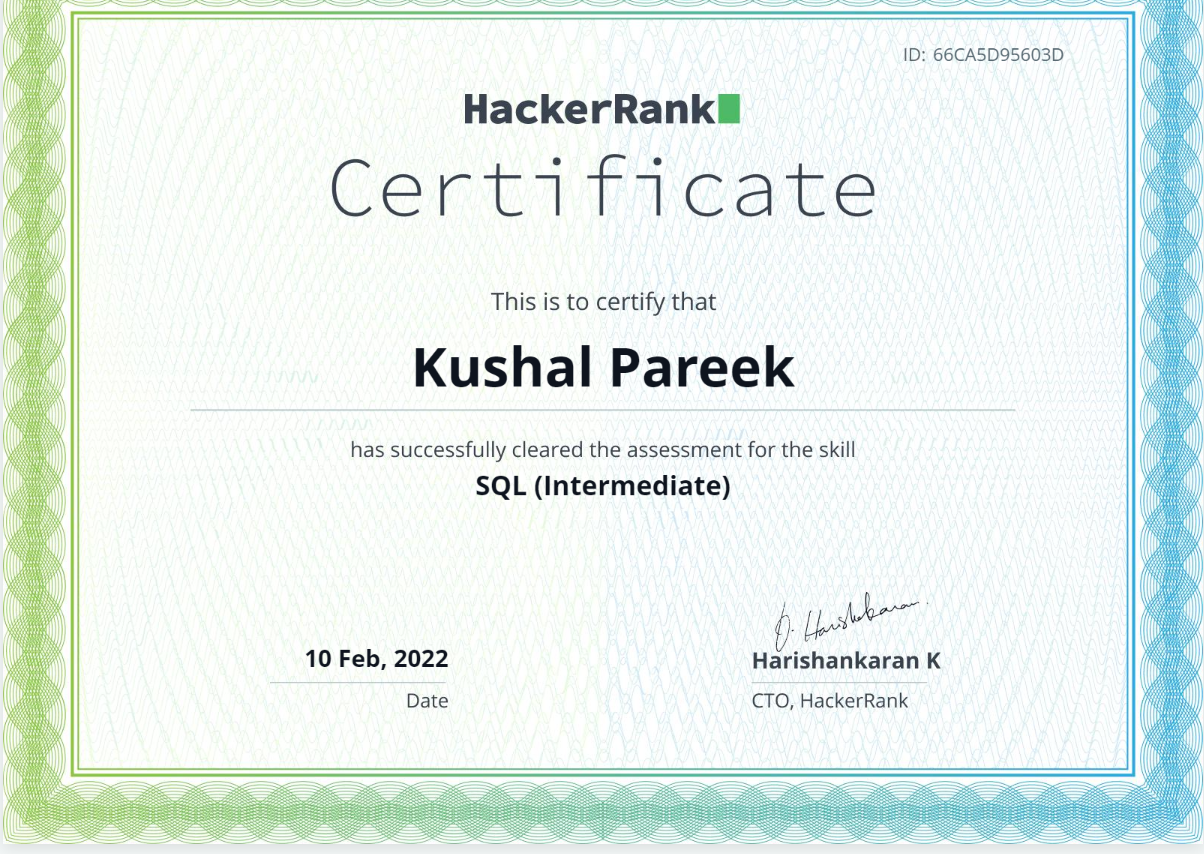 ID: 66CA5D95603D
HackerRank
Certificate
This is to certify that
Kushal Pareek
has successfully cleared the assessment for the skill
SQL (Intermediate)
10 Feb, 2022
Date
Harishankaran K
CTO, HackerRank